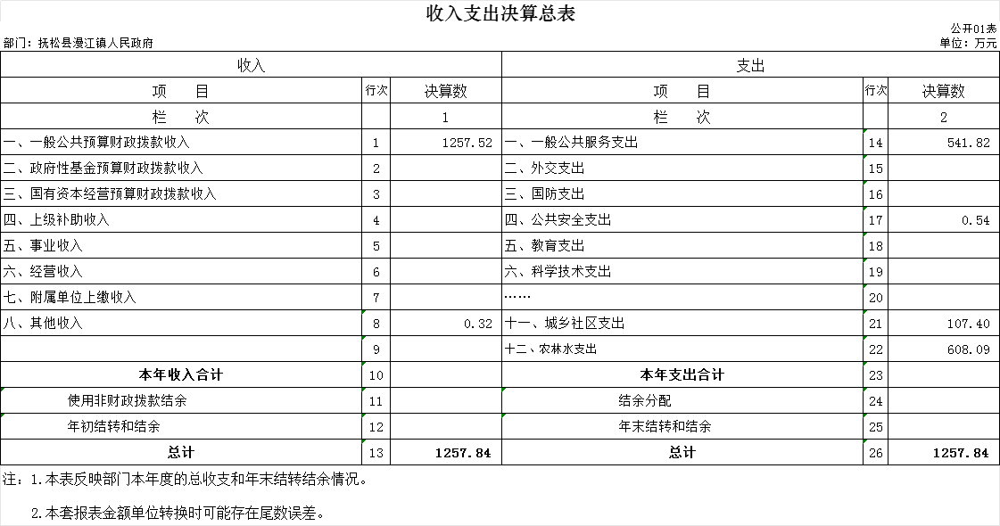 收入支出决算总表
公开01表
部门：抚松县漫江镇人民政府 单位：万元
收入 支出
项 目 行次 决算数 项 目 行次 决算数
栏 次 1 栏 次 2
一、一般公共预算财政拨款收入 1 1257.52 一、一般公共服务支出 14 541.82
二、政府性基金预算财政拨款收入 2 二、外交支出 15
三、国有资本经营预算财政拨款收入 3 三、国防支出 16
四、上级补助收入 4 四、公共安全支出 17 0.54
五、事业收入 5 五、教育支出 18
六、经营收入 6 六、科学技术支出 19
七、附属单位上缴收入 7 …… 20
八、其他收入 8 0.32 十一、城乡社区支出 21 107.40
9 十二、农林水支出 22 608.09
本年收入合计 10 本年支出合计 23
使用非财政拨款结余 11 结余分配 24
年初结转和结余 12 年末结转和结余 25
总计 13 1257.84 总计 26 1257.84
注：1.本表反映部门本年度的总收支和年末结转结余情况。
2.本套报表金额单位转换时可能存在尾数误差。